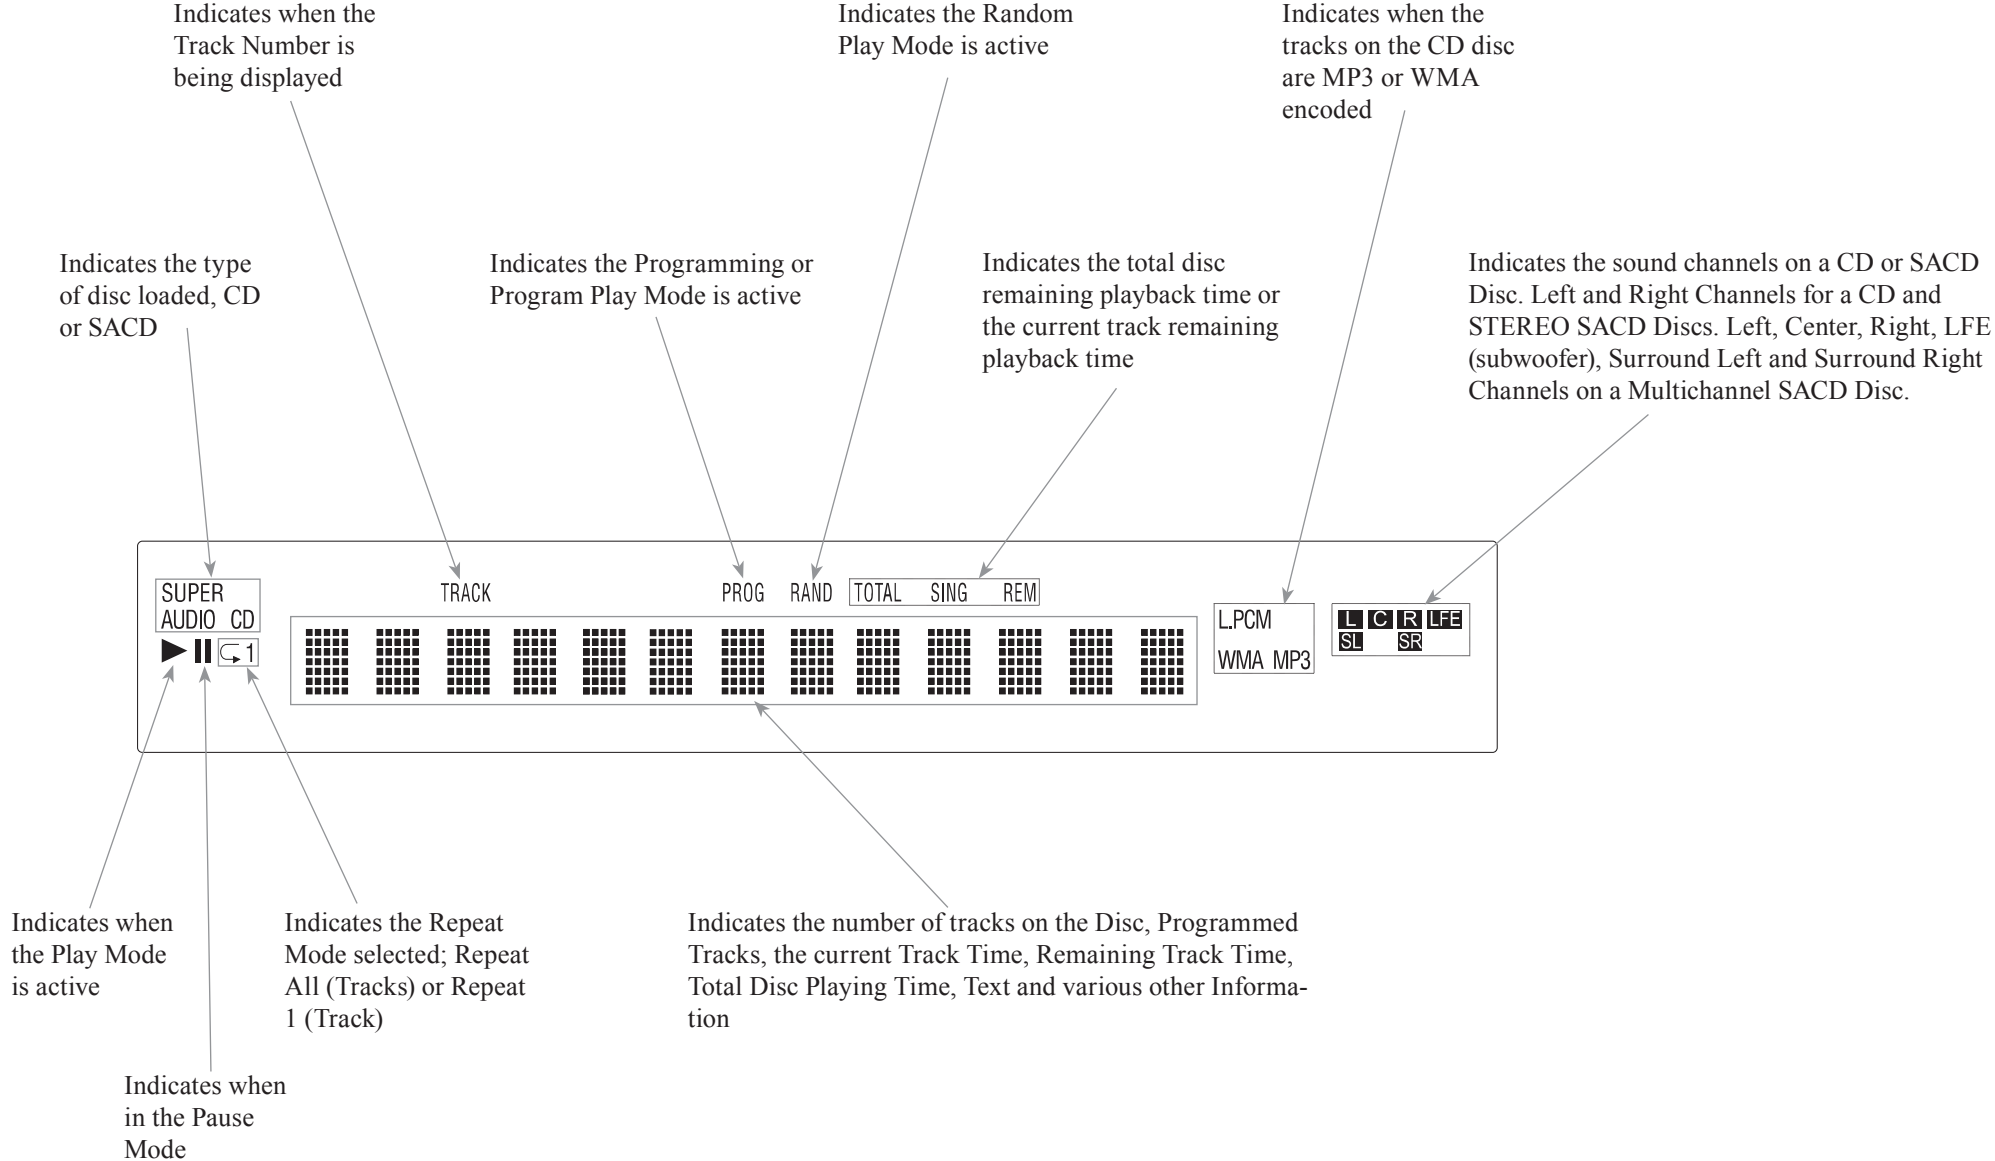 Indicates when the
Track Number is
being displayed
Indicates the Random
Play Mode is active
Indicates when the
tracks on the CD disc
are MP3 or WMA
encoded
Indicates the type
of disc loaded, CD
or SACD
Indicates the Programming or
Program Play Mode is active
Indicates the total disc
remaining playback time or
the current track remaining
playback time
Indicates the sound channels on a CD or SACD
Disc. Left and Right Channels for a CD and
STEREO SACD Discs. Left, Center, Right, LFE
(subwoofer), Surround Left and Surround Right
Channels on a Multichannel SACD Disc.
SUPER
AUDIO CD
1
TRACK
PROG RAND TOTAL SING REM
L.PCM
WMA MP3
L C R LFE
SL SR
Indicates when
the Play Mode
is active
Indicates the Repeat
Mode selected; Repeat
All (Tracks) or Repeat
1 (Track)
Indicates the number of tracks on the Disc, Programmed
Tracks, the current Track Time, Remaining Track Time,
Total Disc Playing Time, Text and various other Informa-
tion
Indicates when
in the Pause
Mode